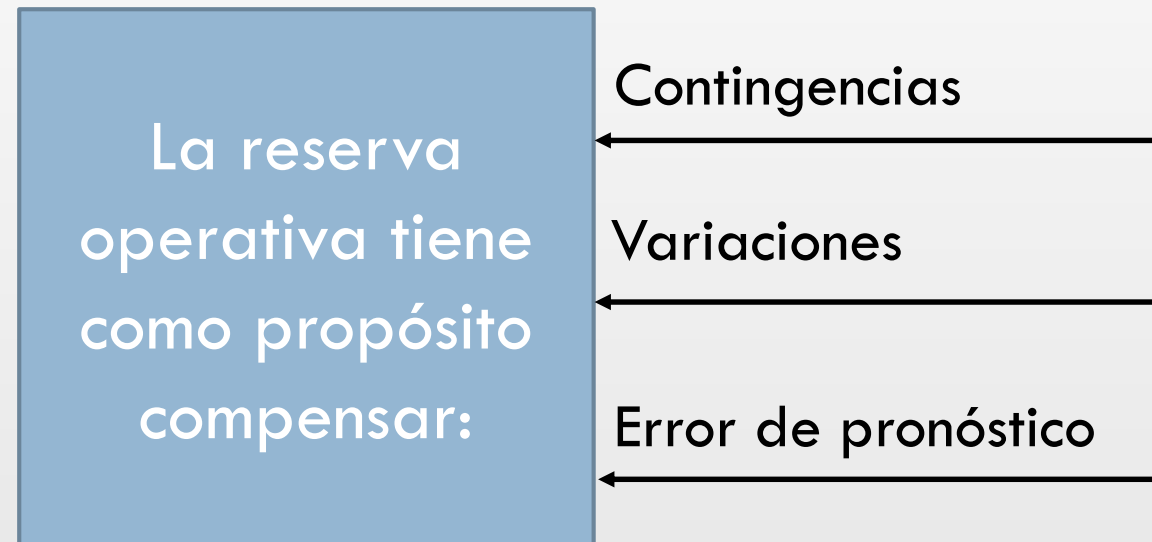 La reserva
operativa tiene
como propósito
compensar:
Contingencias
Variaciones
Error de pronóstico